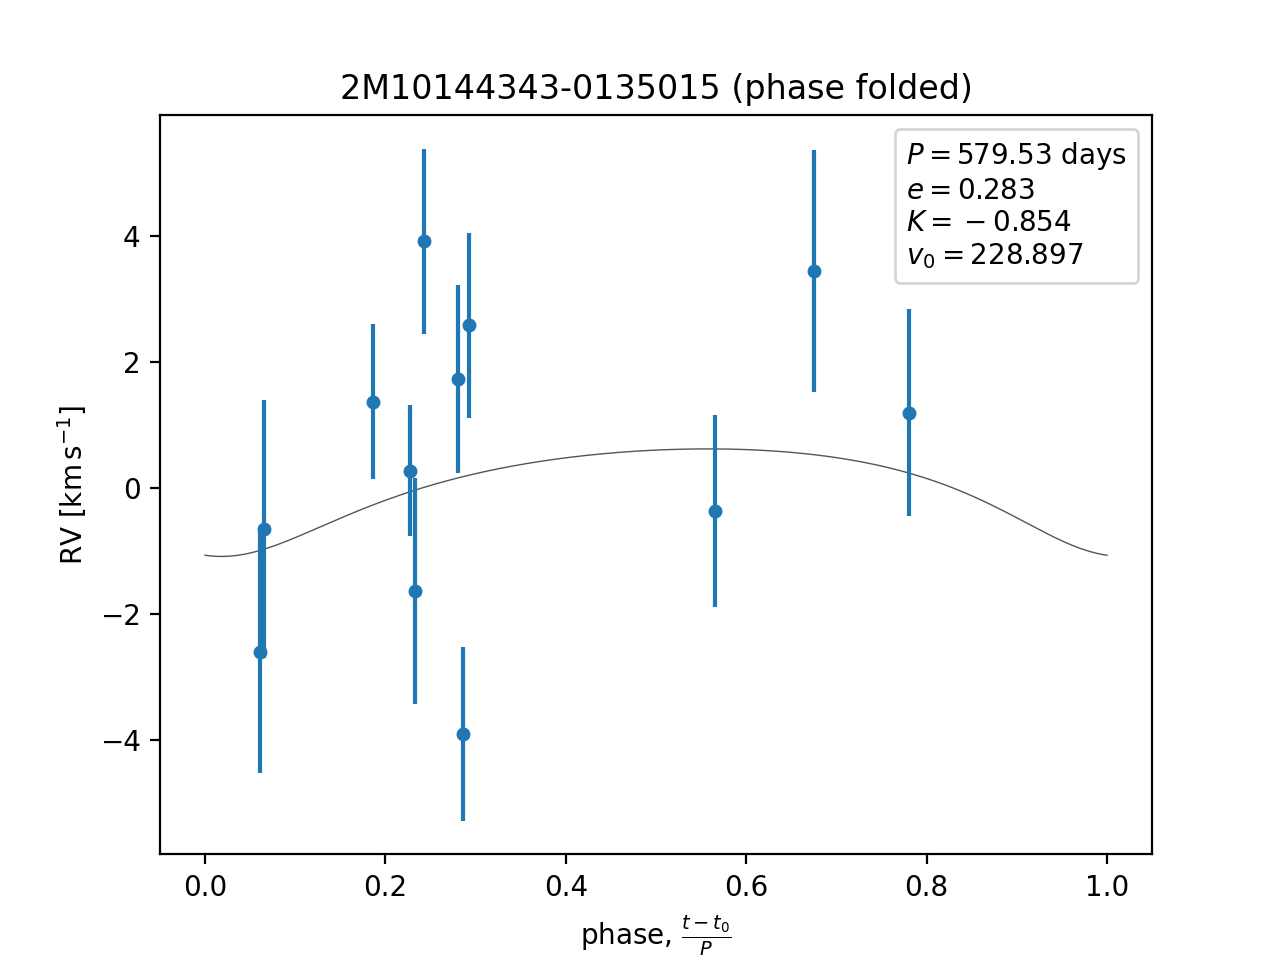 2M10144343-0135015 (phase folded)
P = 579.53 days
e = 0.283
K = −0.854
v₀ = 228.897
RV [km s⁻¹]
4
2
0
−2
−4
0.0 0.2 0.4 0.6 0.8 1.0
phase, (t − t₀)/P